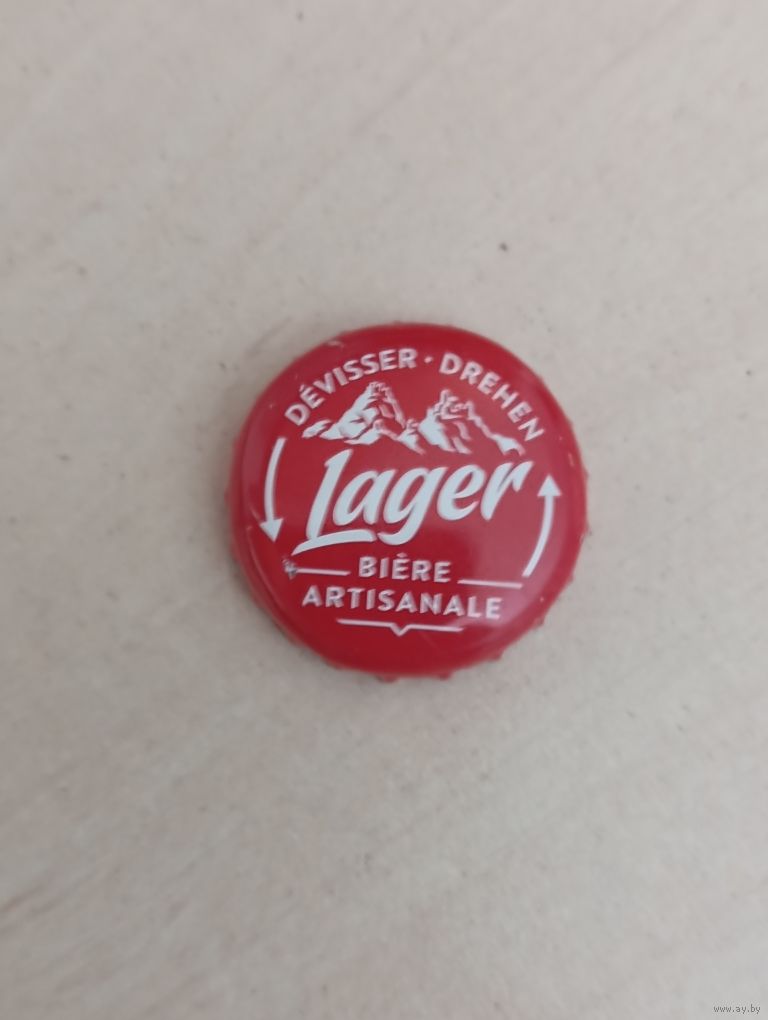 DÉVISSER · DREHEN
Lager
BIÈRE
ARTISANALE
www.ay.by